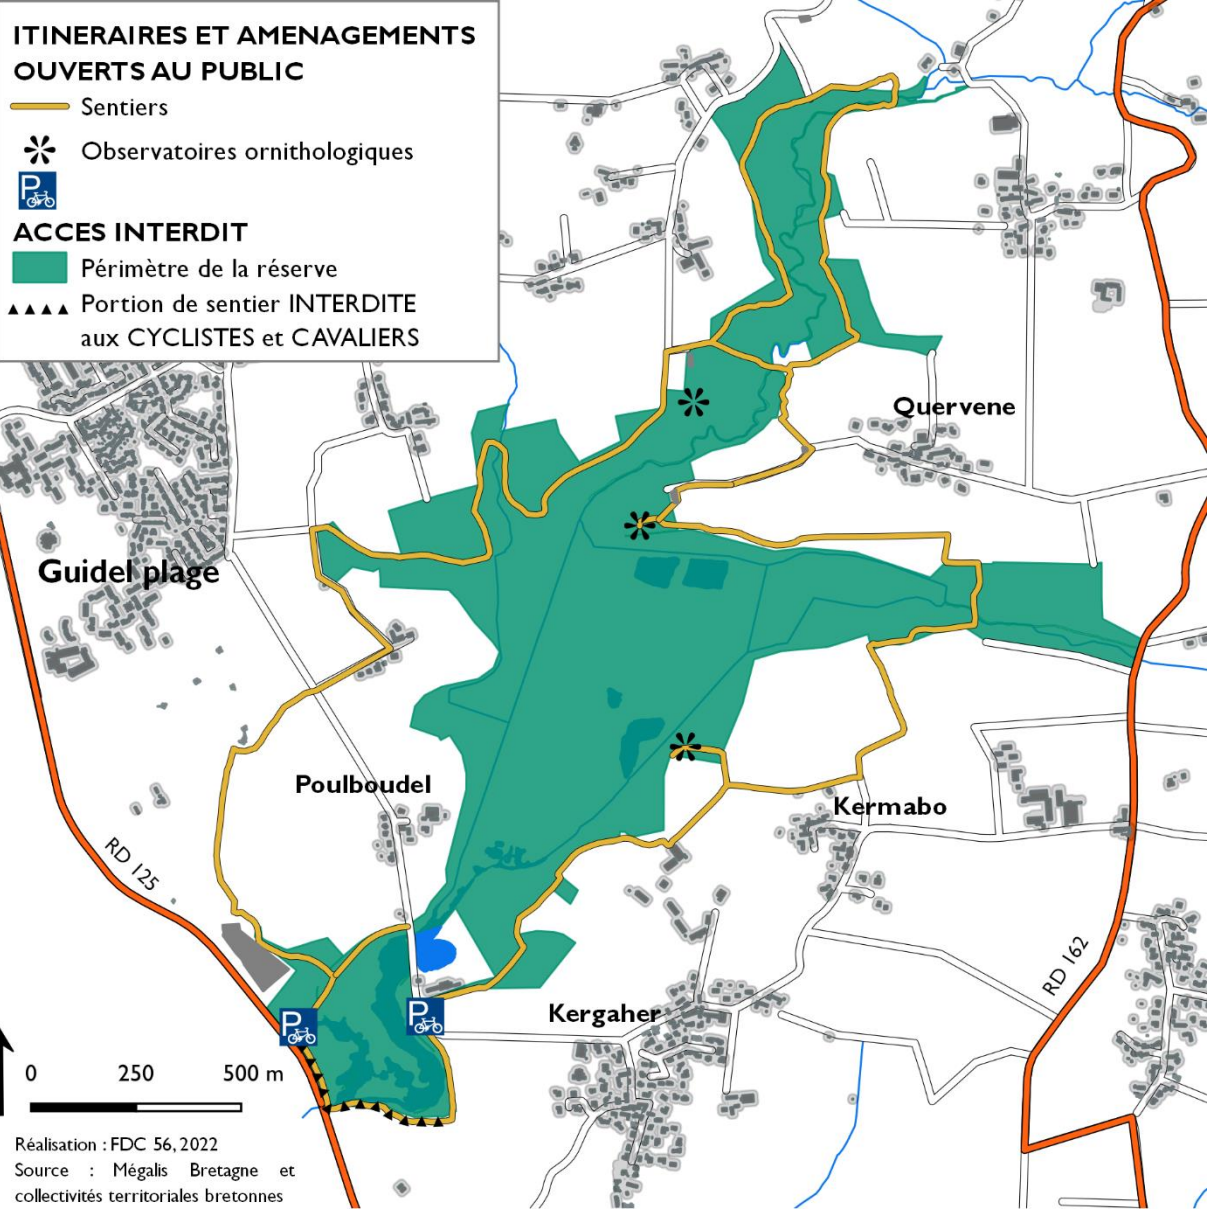 ITINERAIRES ET AMENAGEMENTS
OUVERTS AU PUBLIC
Sentiers
Observatoires ornithologiques
P
ACCES INTERDIT
Périmètre de la réserve
Portion de sentier INTERDITE
aux CYCLISTES et CAVALIERS
Quervene
Guidel plage
Poulboudel
Kermabo
RD 125
RD 162
Kergaher
P
P
0 250 500 m
Réalisation : FDC 56, 2022
Source : Mégalis Bretagne et
collectivités territoriales bretonnes